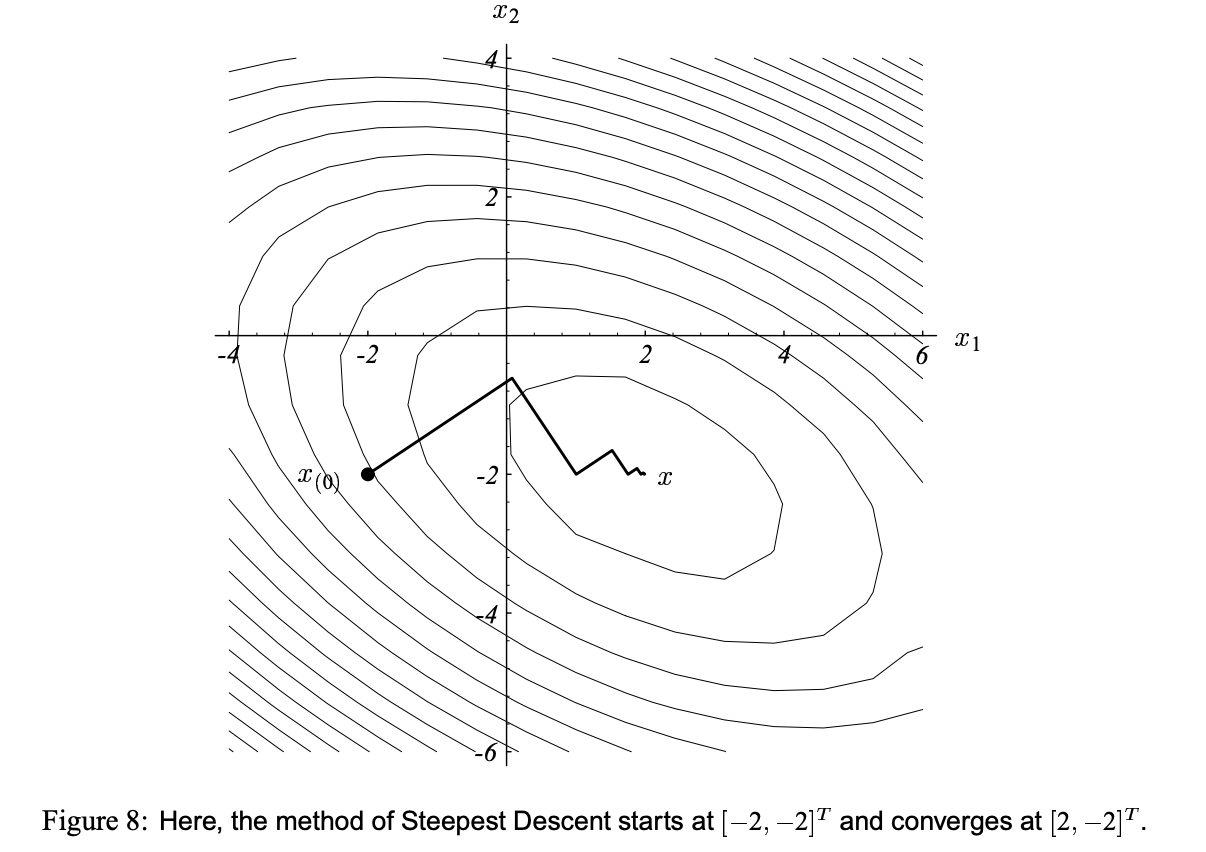 x2
4
2
-4 -2 2 4 6 x1
x(0) -2 x
-4
-6
Figure 8: Here, the method of Steepest Descent starts at [−2, −2]^T and converges at [2, −2]^T.